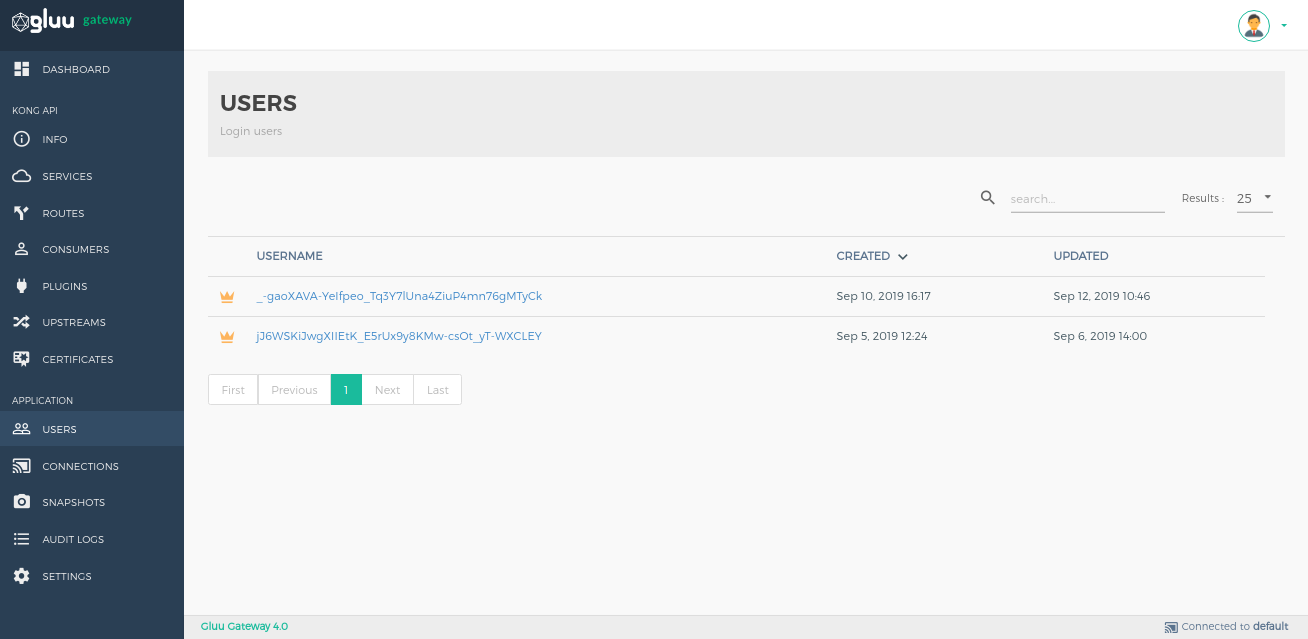 gluu gateway
DASHBOARD
KONG API
INFO
SERVICES
ROUTES
CONSUMERS
PLUGINS
UPSTREAMS
CERTIFICATES
APPLICATION
USERS
CONNECTIONS
SNAPSHOTS
AUDIT LOGS
SETTINGS
USERS
Login users
search... Results : 25
USERNAME CREATED UPDATED
_-gaoXAVA-YeIfpeo_Tq3Y7lUna4ZiuP4mn76gMTyCk Sep 10, 2019 16:17 Sep 12, 2019 10:46
jJ6WSKiJwgXIIEtK_E5rUx9y8KMw-csOt_yT-WXCLEY Sep 5, 2019 12:24 Sep 6, 2019 14:00
First Previous 1 Next Last
Gluu Gateway 4.0 Connected to default